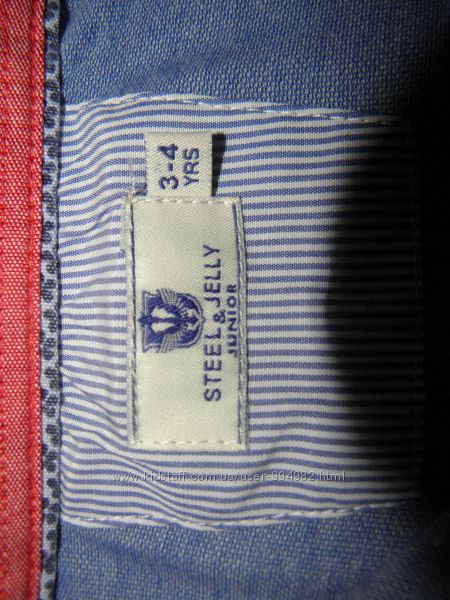 3-4
YRS
STEEL & JELLY
JUNIOR
www.kidstaff.com.ua/user-994982.html